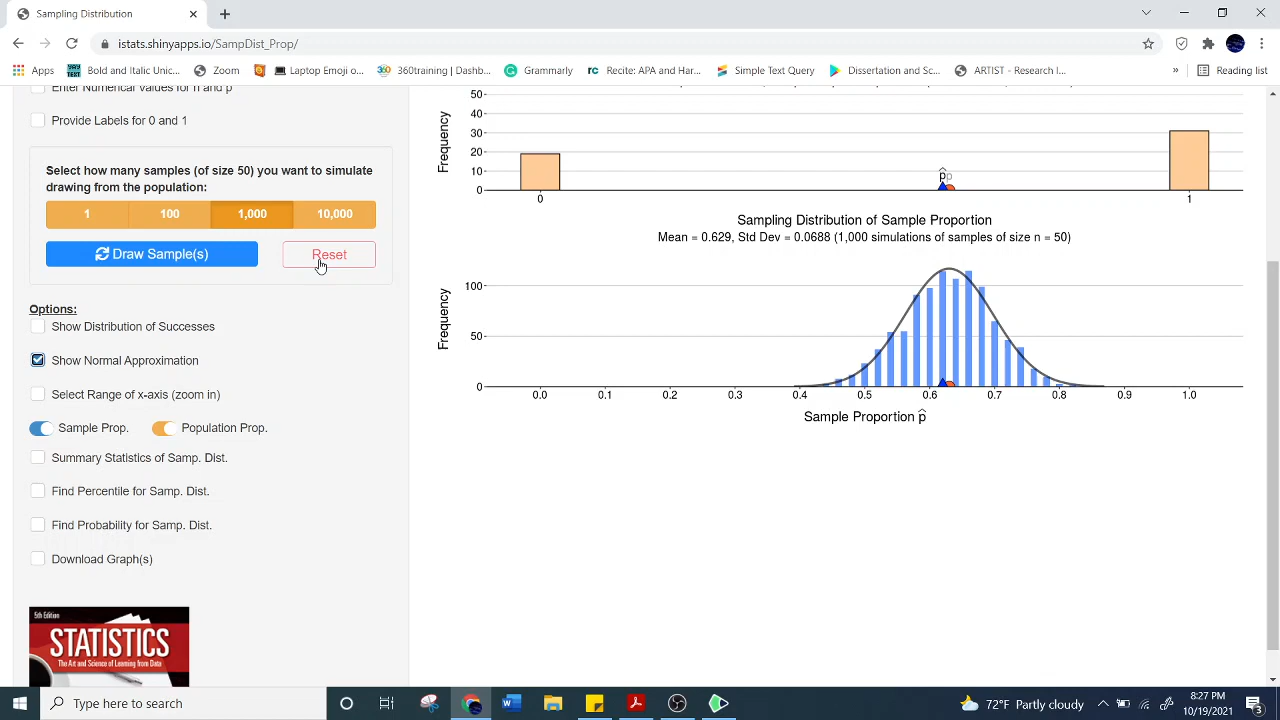 Sampling Distribution
istats.shinyapps.io/SampDist_Prop/
Apps
Bold and Italic Unic...
Zoom
Laptop Emoji o...
360training | Dashb...
Grammarly
rc Recite: APA and Har...
Simple Text Query
Dissertation and Sc...
ARTIST - Research I...
»
Reading list
Enter Numerical Values for n and p
Provide Labels for 0 and 1
Select how many samples (of size 50) you want to simulate
drawing from the population:
1 100 1,000 10,000
Draw Sample(s) Reset
Options:
Show Distribution of Successes
Show Normal Approximation
Select Range of x-axis (zoom in)
Sample Prop. Population Prop.
Summary Statistics of Samp. Dist.
Find Percentile for Samp. Dist.
Find Probability for Samp. Dist.
Download Graph(s)
5th Edition
STATISTICS
The Art and Science of Learning from Data
Frequency
50
40
30
20
10
0
p̂ p
0 1
Sampling Distribution of Sample Proportion
Mean = 0.629, Std Dev = 0.0688 (1,000 simulations of samples of size n = 50)
Frequency
100
50
0
0.0 0.1 0.2 0.3 0.4 0.5 0.6 0.7 0.8 0.9 1.0
Sample Proportion p̂
Type here to search
72°F Partly cloudy
8:27 PM
10/19/2021
3